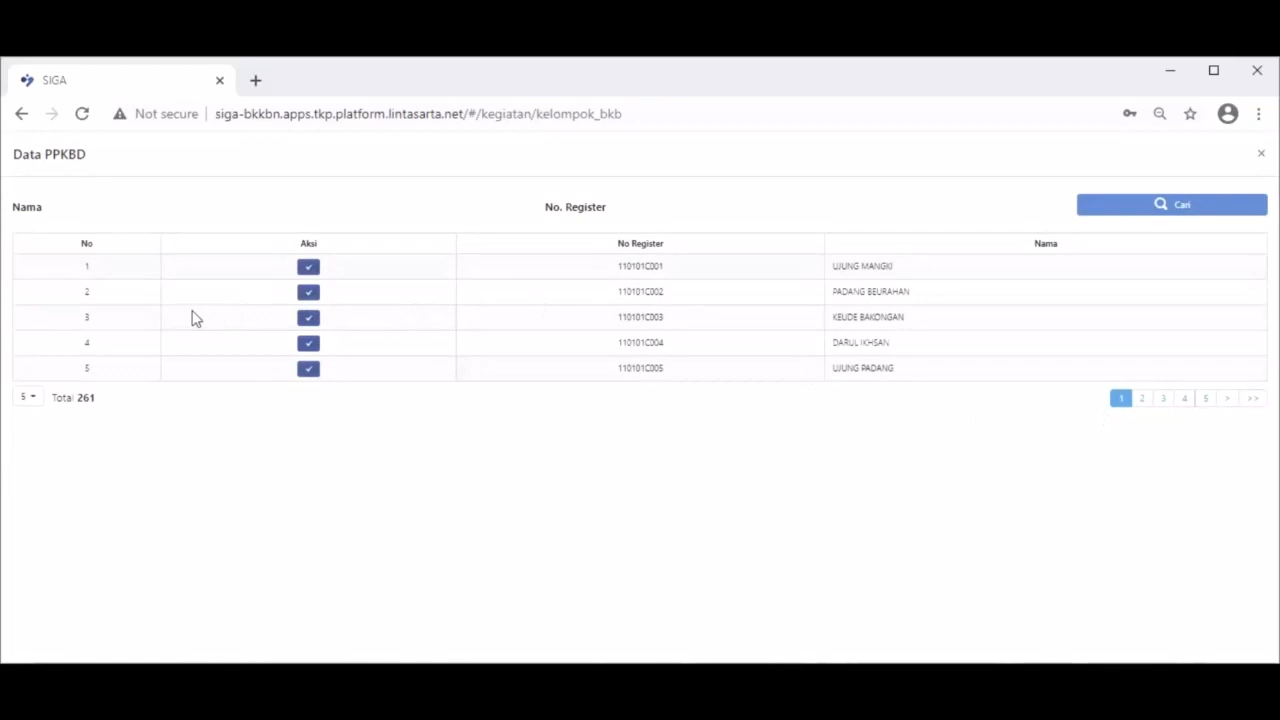 SIGA
Not secure siga-bkkbn.apps.tkp.platform.lintasarta.net/#/kegiatan/kelompok_bkb
Data PPKBD
Nama No. Register Cari
No Aksi No Register Nama
1 110101C001 UJUNG MANGKI
2 110101C002 PADANG BEURAHAN
3 110101C003 KEUDE BAKONGAN
4 110101C004 DARUL IKHSAN
5 110101C005 UJUNG PADANG
5 Total 261 1 2 3 4 5 > >>